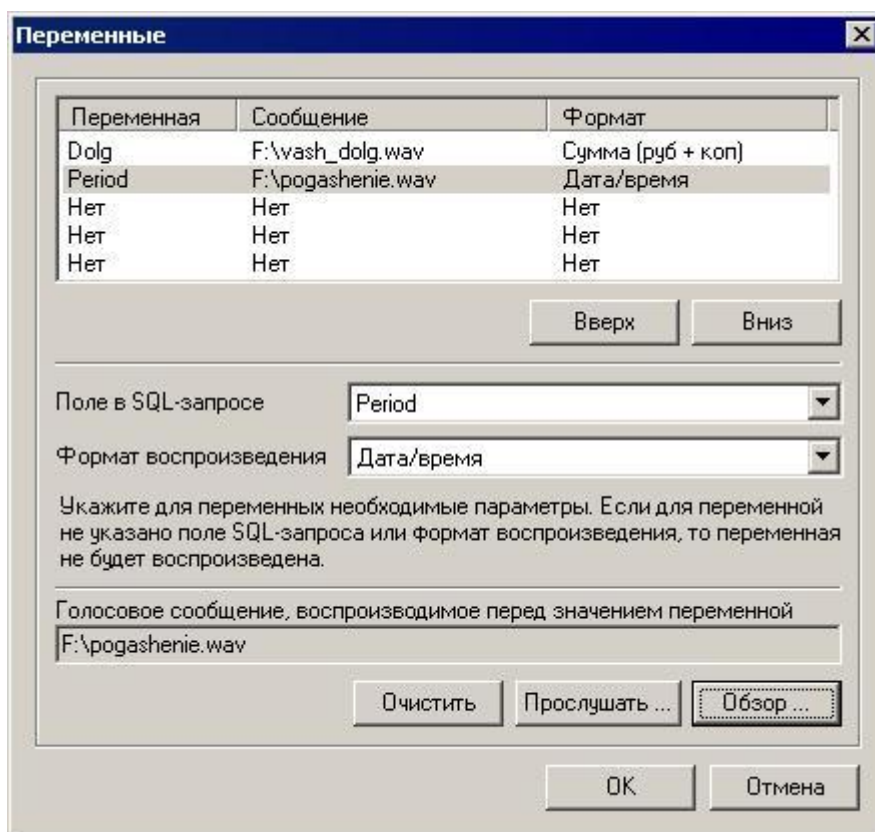 Переменные
Переменная Сообщение Формат
Dolg F:\vash_dolg.wav Сумма (руб + коп)
Period F:\pogashenie.wav Дата/время
Нет Нет Нет
Нет Нет Нет
Нет Нет Нет
Вверх Вниз
Поле в SQL-запросе Period
Формат воспроизведения Дата/время
Укажите для переменных необходимые параметры. Если для переменной
не указано поле SQL-запроса или формат воспроизведения, то переменная
не будет воспроизведена.
Голосовое сообщение, воспроизводимое перед значением переменной
F:\pogashenie.wav
Очистить Прослушать ... Обзор ...
OK Отмена